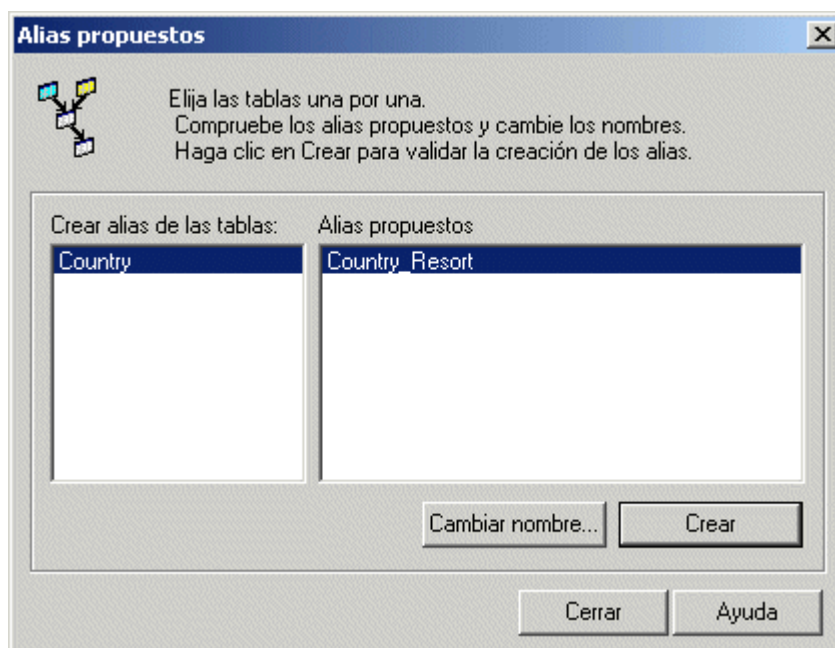 Alias propuestos
Elija las tablas una por una.
Compruebe los alias propuestos y cambie los nombres.
Haga clic en Crear para validar la creación de los alias.
Crear alias de las tablas:
Alias propuestos
Country
Country_Resort
Cambiar nombre...
Crear
Cerrar
Ayuda